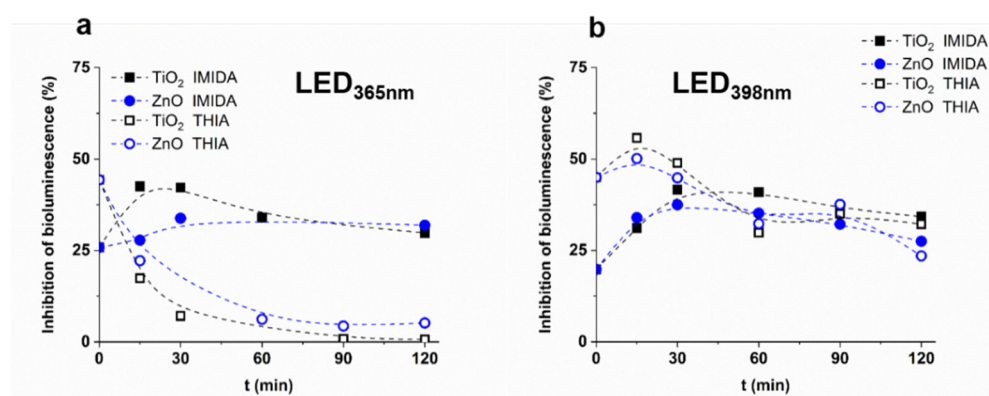 a
75
50
25
0
0
30
60
90
120
Inhibition of bioluminescence (%)
t (min)
TiO₂ IMIDA
ZnO IMIDA
TiO₂ THIA
ZnO THIA
LED₃₆₅ₙₘ
b
75
50
25
0
0
30
60
90
120
Inhibition of bioluminescence (%)
t (min)
TiO₂ IMIDA
ZnO IMIDA
TiO₂ THIA
ZnO THIA
LED₃₉₈ₙₘ